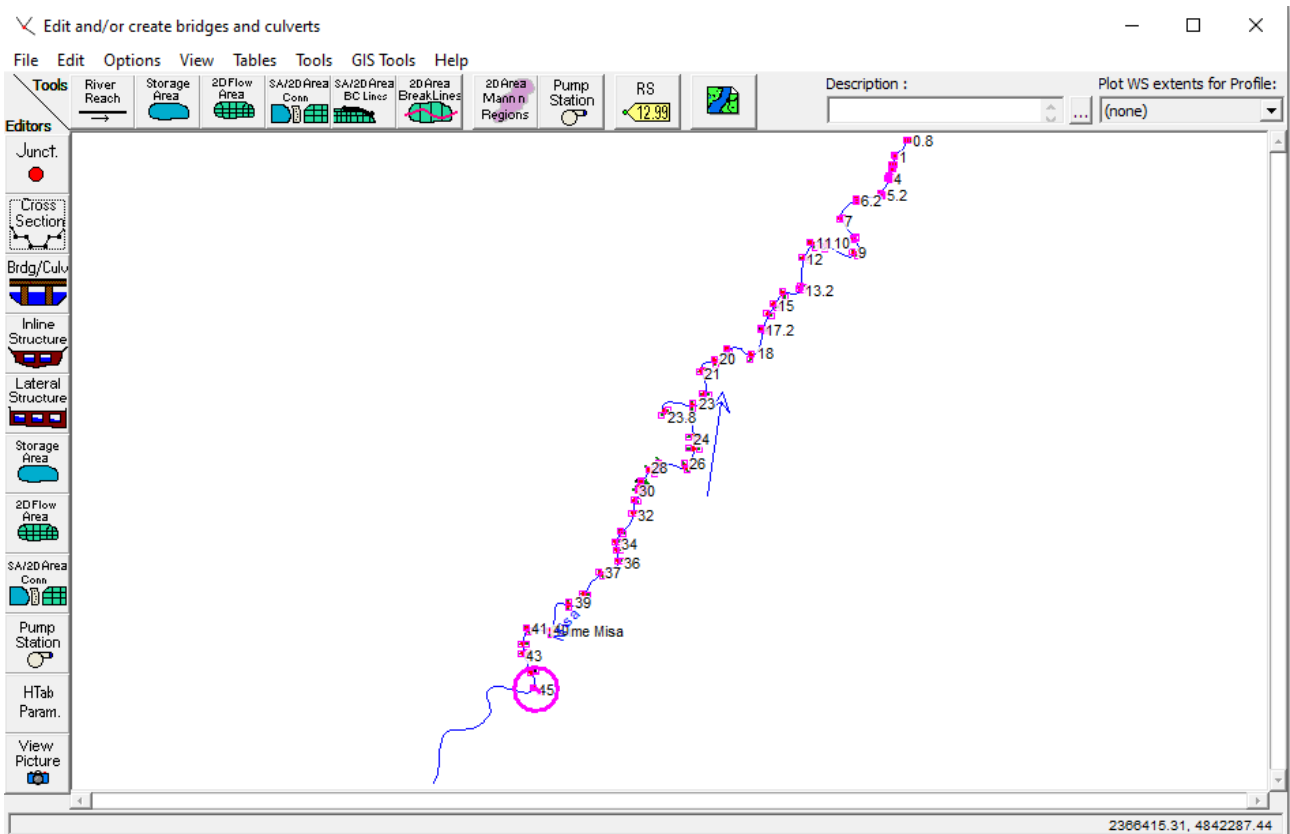 Edit and/or create bridges and culverts
File Edit Options View Tables Tools GIS Tools Help
Tools
Editors
River Reach
Storage Area
2D Flow Area
SA/2D Area Conn
SA/2D Area BC Lines
2D Area BreakLines
2D Area Mann n Regions
Pump Station
RS
12.99
Description :
...
Plot WS extents for Profile:
(none)
Junct.
Cross Section
Brdg/Culv
Inline Structure
Lateral Structure
Storage Area
2D Flow Area
SA/2D Area Conn
Pump Station
HTab Param.
View Picture
0.8
1
4
5.2
6.2
7
11
10
9
12
13.2
15
17.2
18
20
21
23
23.8
24
26
28
30
32
34
36
37
39
Misa
41
40
me Misa
43
45
2366415.31, 4842287.44